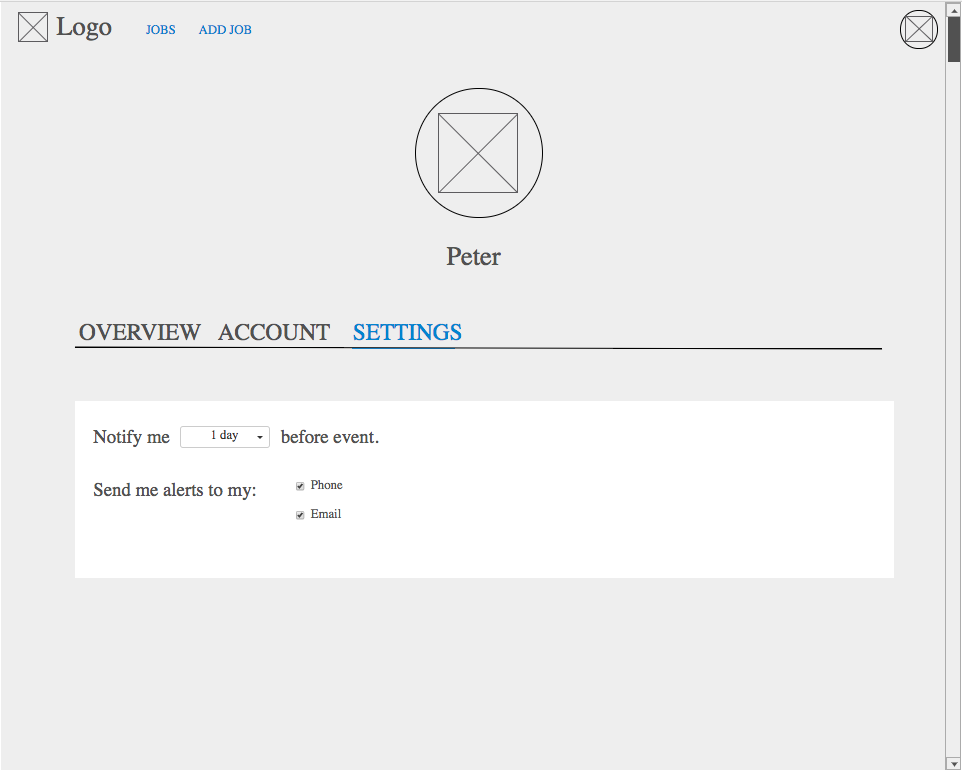 Logo JOBS ADD JOB
Peter
OVERVIEW ACCOUNT SETTINGS
Notify me 1 day before event.
Send me alerts to my: Phone
Email